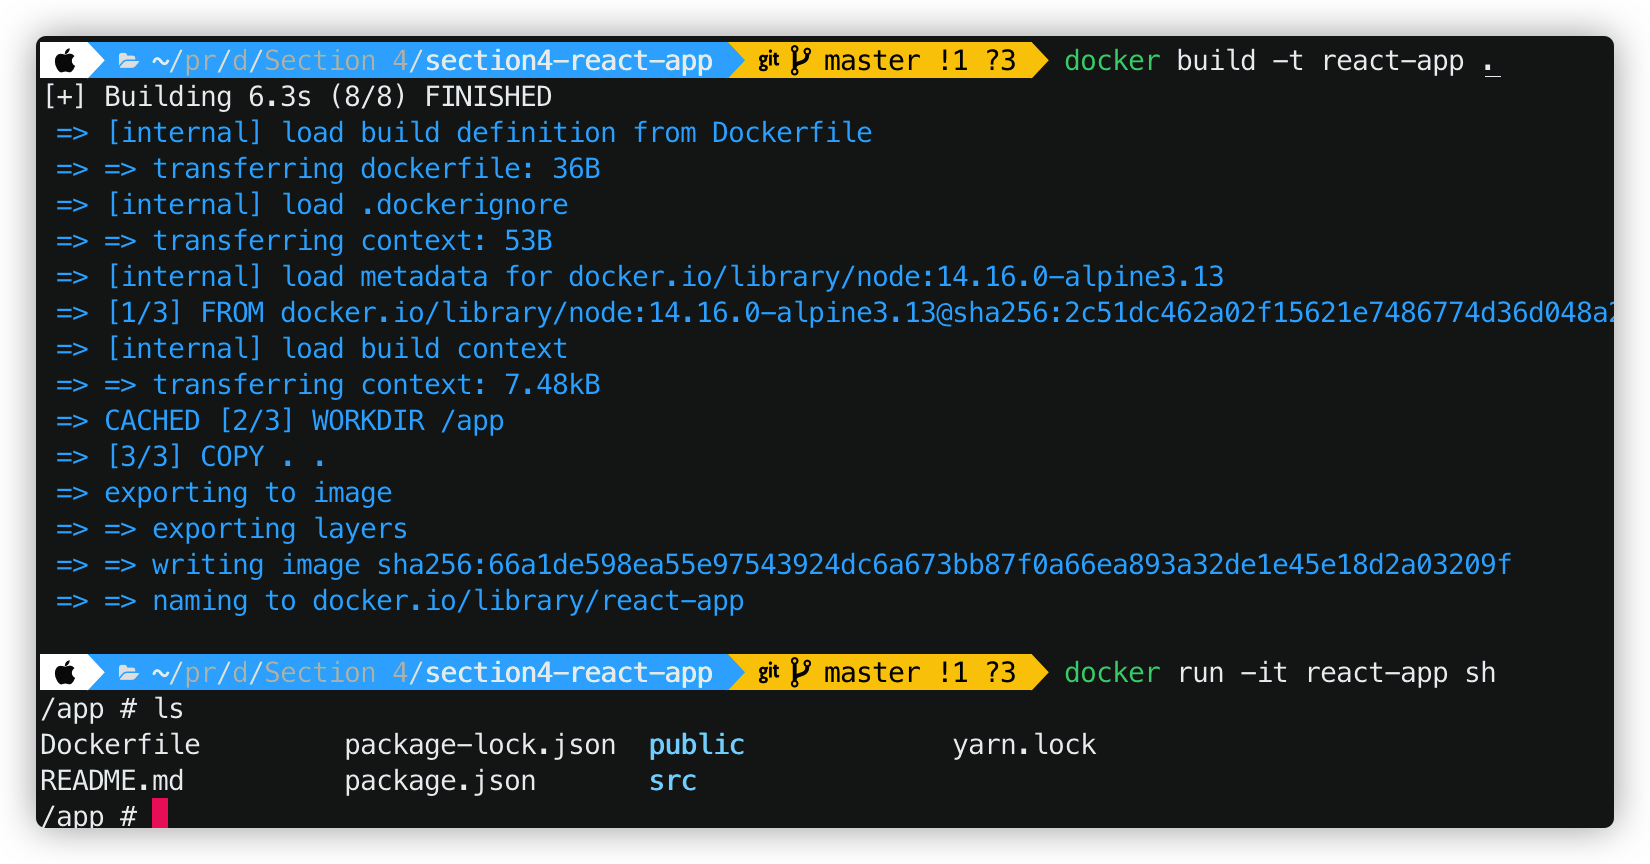 ~/pr/d/Section 4/section4-react-app git master !1 ?3 docker build -t react-app .
[+] Building 6.3s (8/8) FINISHED
=> [internal] load build definition from Dockerfile
=> => transferring dockerfile: 36B
=> [internal] load .dockerignore
=> => transferring context: 53B
=> [internal] load metadata for docker.io/library/node:14.16.0-alpine3.13
=> [1/3] FROM docker.io/library/node:14.16.0-alpine3.13@sha256:2c51dc462a02f15621e7486774d36d048a2
=> [internal] load build context
=> => transferring context: 7.48kB
=> CACHED [2/3] WORKDIR /app
=> [3/3] COPY . .
=> exporting to image
=> => exporting layers
=> => writing image sha256:66a1de598ea55e97543924dc6a673bb87f0a66ea893a32de1e45e18d2a03209f
=> => naming to docker.io/library/react-app
~/pr/d/Section 4/section4-react-app git master !1 ?3 docker run -it react-app sh
/app # ls
Dockerfile package-lock.json public yarn.lock
README.md package.json src
/app #